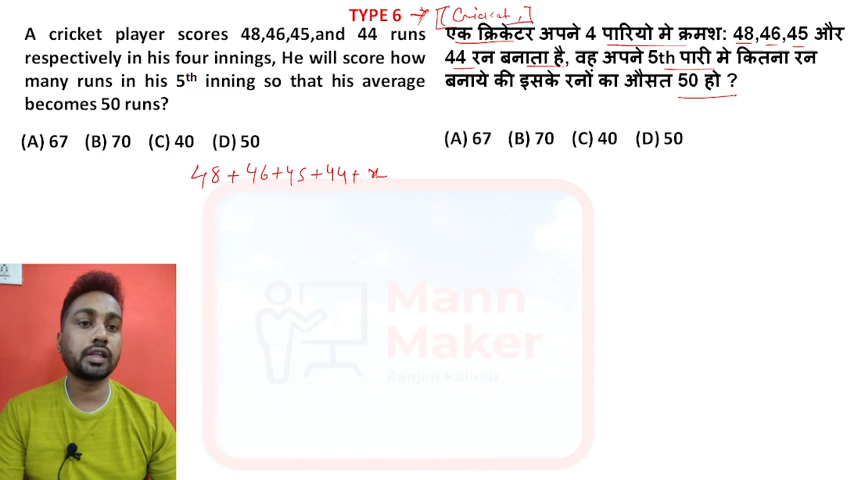 TYPE 6 → [Cricket,]
A cricket player scores 48,46,45,and 44 runs
respectively in his four innings, He will score how
many runs in his 5th inning so that his average
becomes 50 runs?
(A) 67 (B) 70 (C) 40 (D) 50
एक क्रिकेटर अपने 4 पारियो मे क्रमश: 48,46,45 और
44 रन बनाता है, वह अपने 5th पारी मे कितना रन
बनाये की इसके रनों का औसत 50 हो ?
(A) 67 (B) 70 (C) 40 (D) 50
48+46+45+44+x
Mann
Maker
Ranjan Kalindi